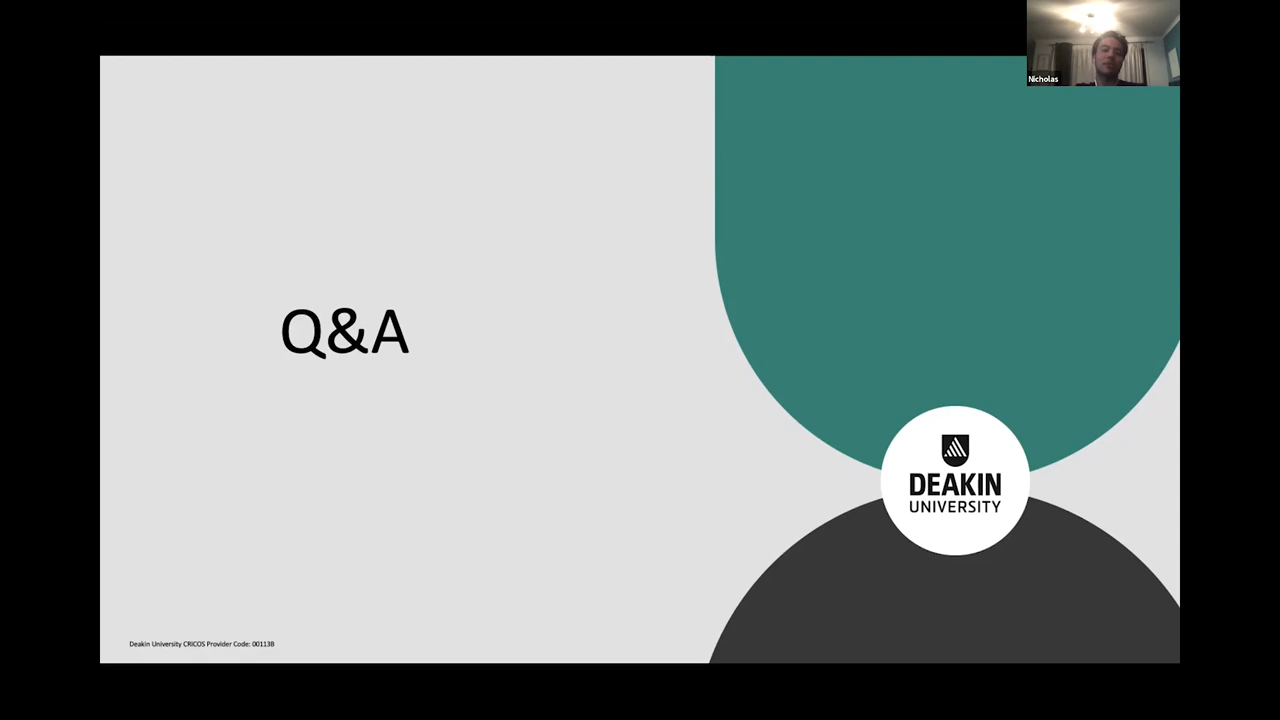 Nicholas
Q&A
DEAKIN
UNIVERSITY
Deakin University CRICOS Provider Code: 00113B